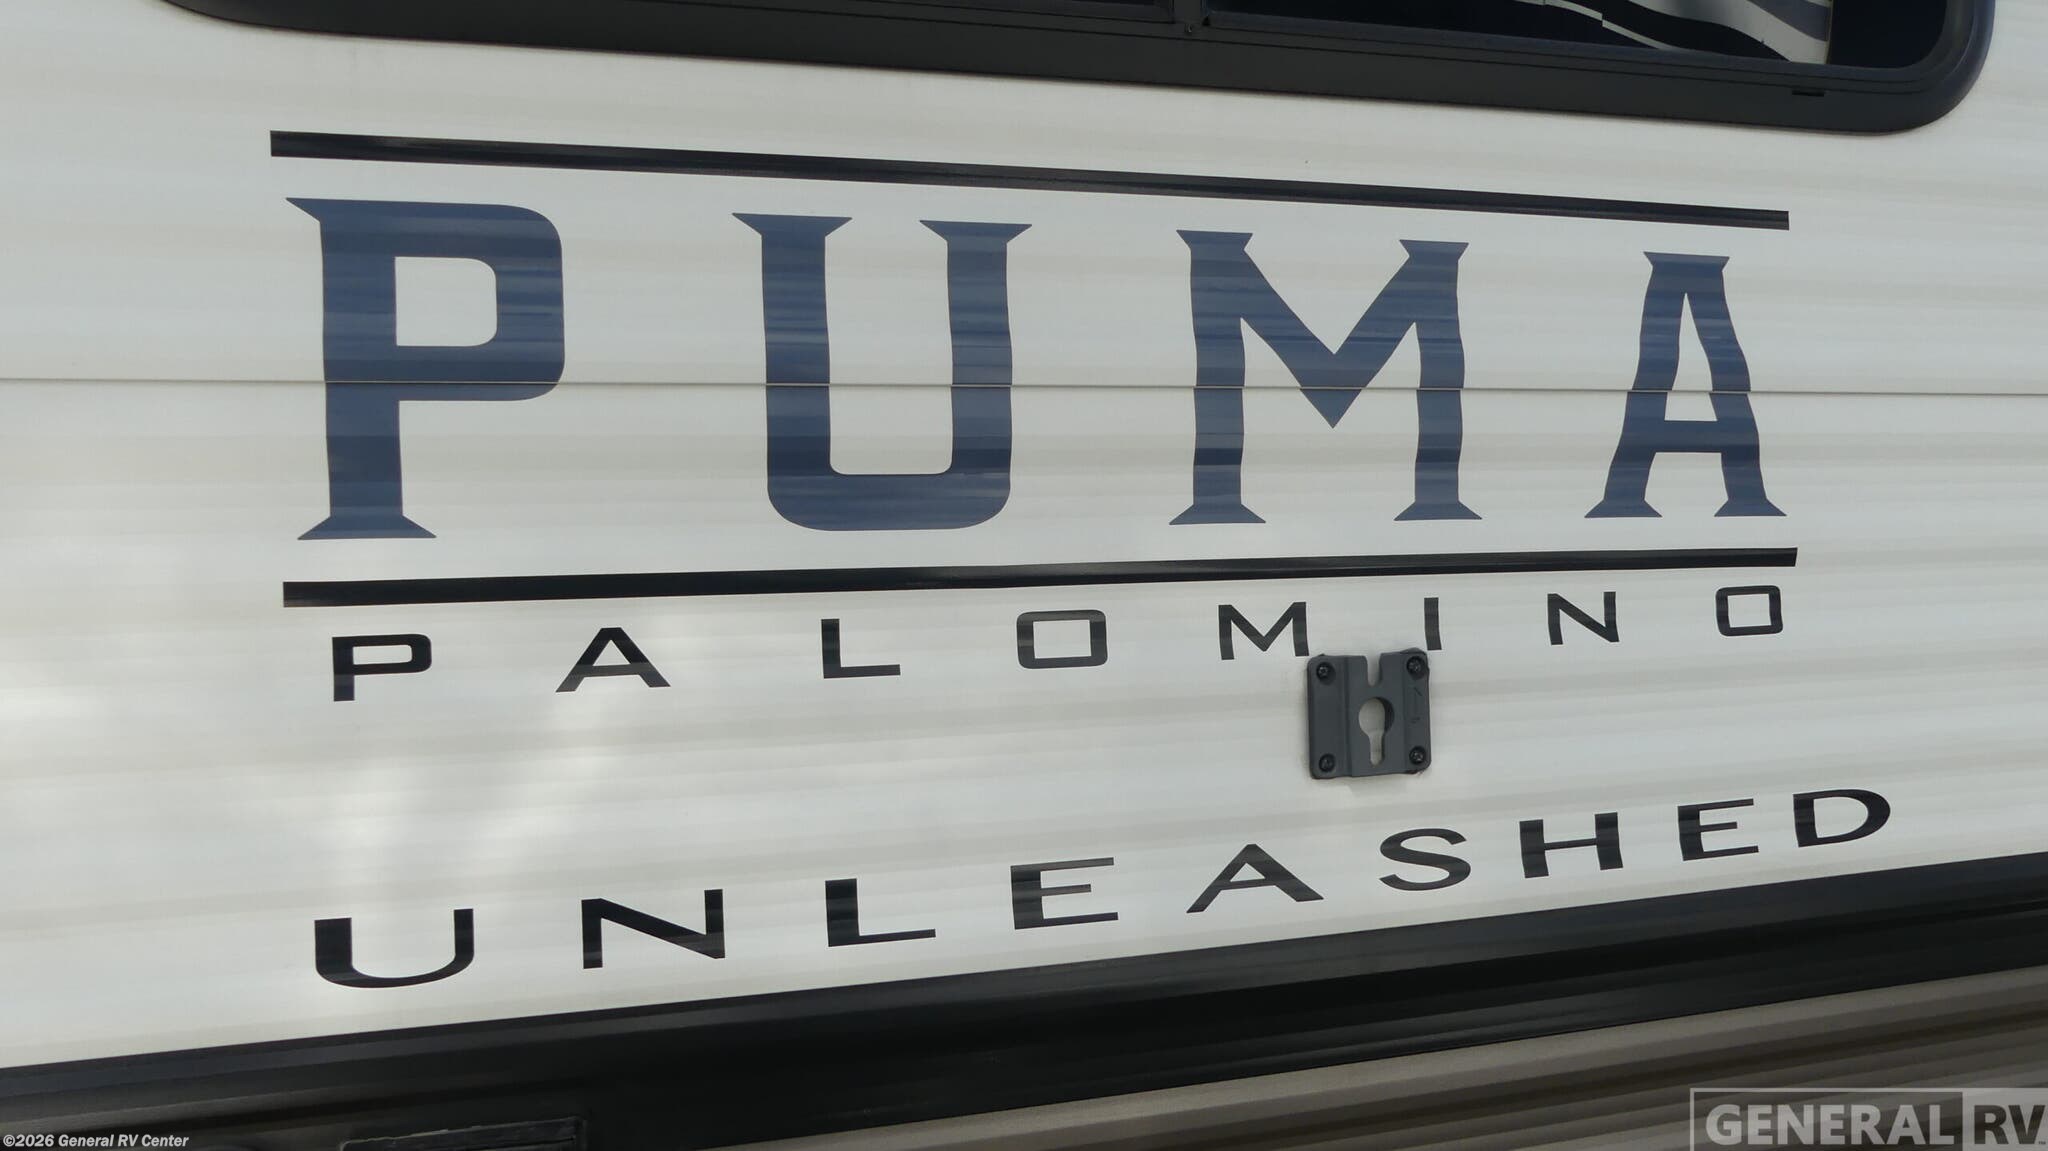 PUMA
PALOMINO
UNLEASHED
©2026 General RV Center
GENERAL RV